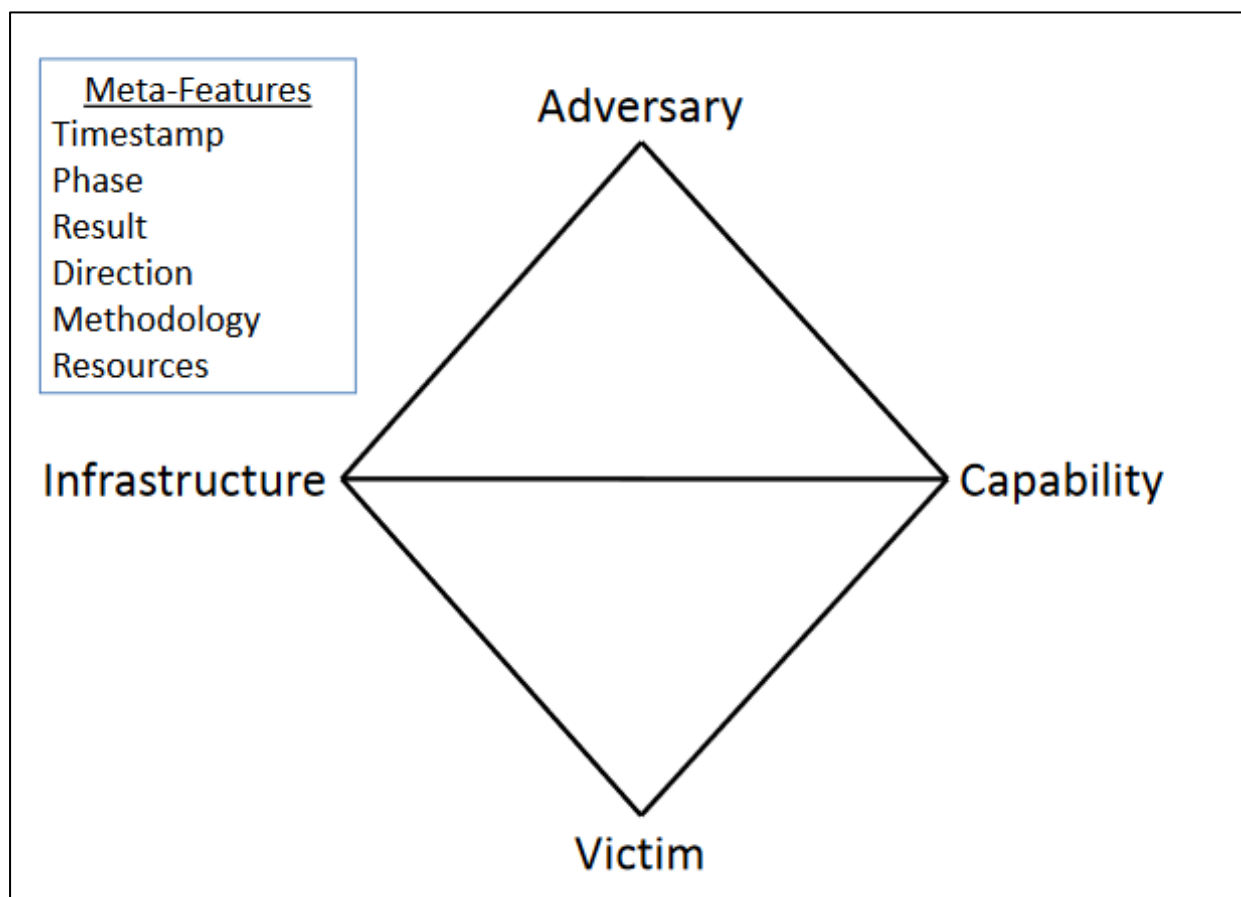 Meta-Features
Timestamp
Phase
Result
Direction
Methodology
Resources
Adversary
Infrastructure
Capability
Victim